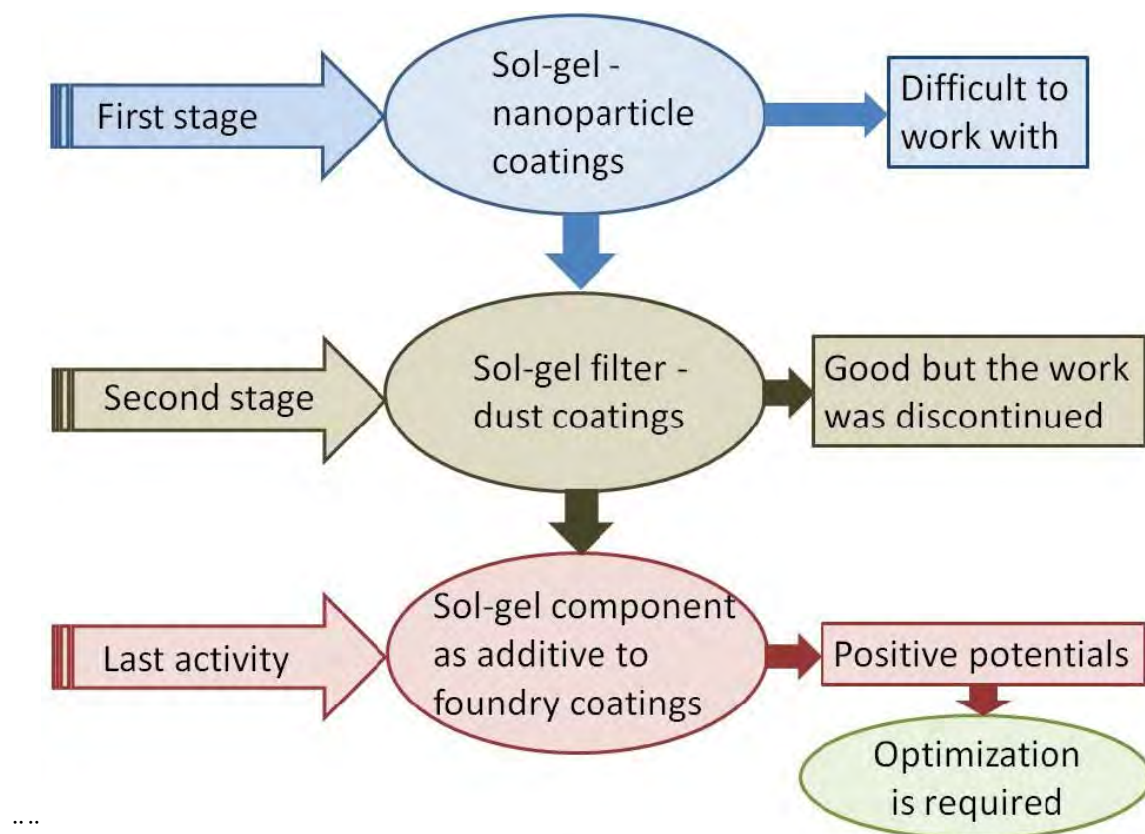 First stage
Sol-gel -
nanoparticle
coatings
Difficult to
work with
Second stage
Sol-gel filter -
dust coatings
Good but the work
was discontinued
Last activity
Sol-gel component
as additive to
foundry coatings
Positive potentials
Optimization
is required
.. ..